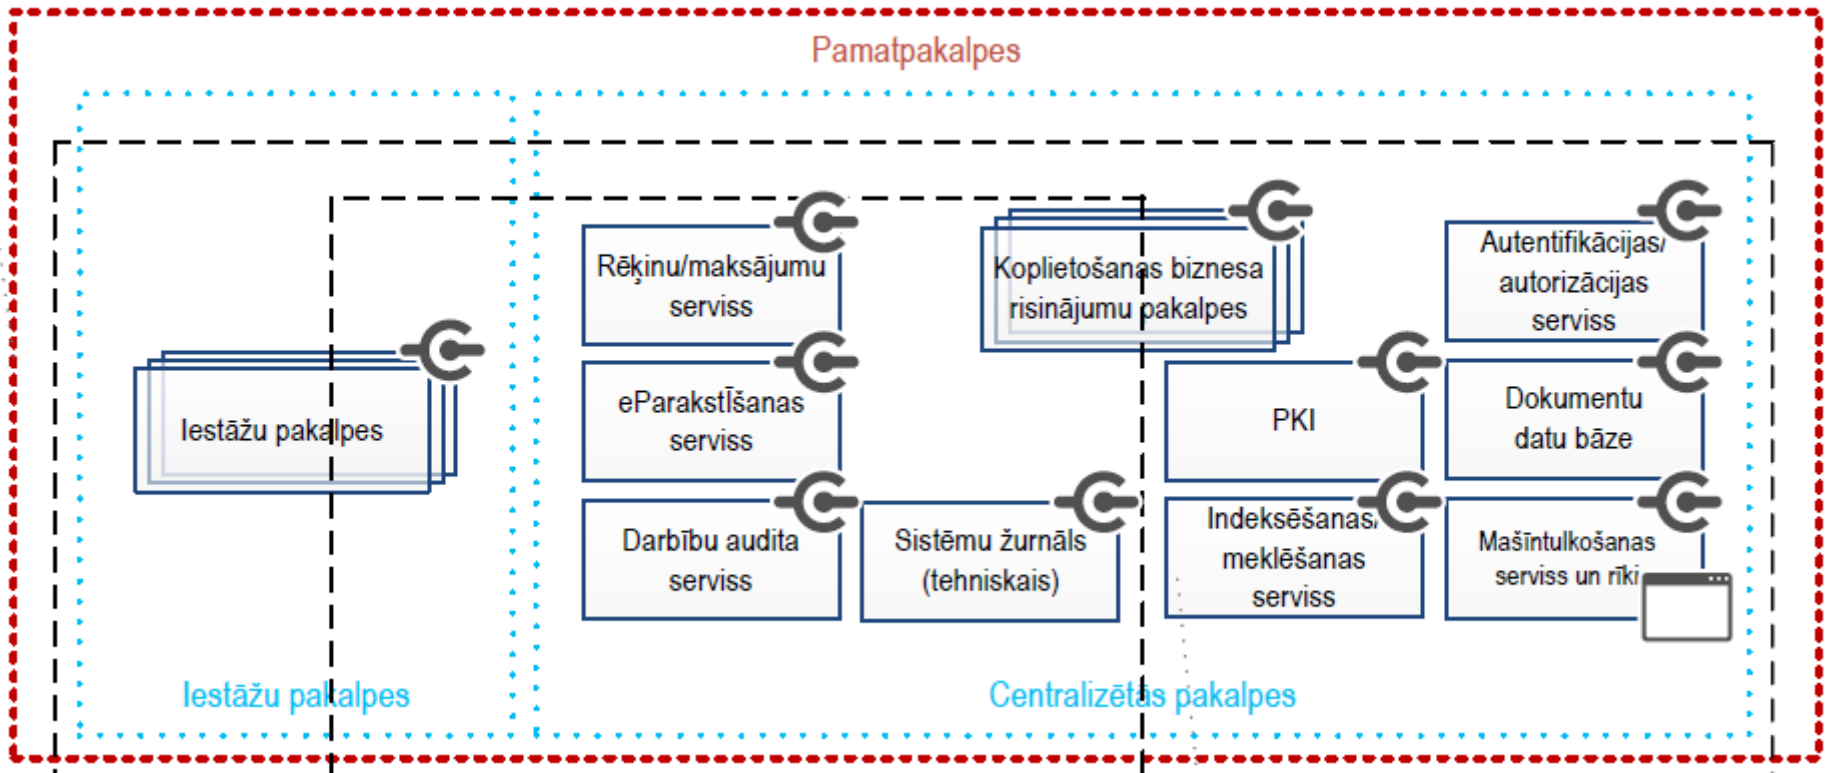 Pamatpakalpes
Rēķinu/maksājumu
serviss
Koplietošanas biznesa
risinājumu pakalpes
Autentifikācijas/
autorizācijas
serviss
Iestāžu pakalpes
eParakstĪšanas
serviss
PKI
Dokumentu
datu bāze
Darbību audita
serviss
Sistēmu žurnāls
(tehniskais)
Indeksēšanas/
meklēšanas
serviss
Mašīntulkošanas
serviss un rīki
Iestāžu pakalpes
Centralizētās pakalpes